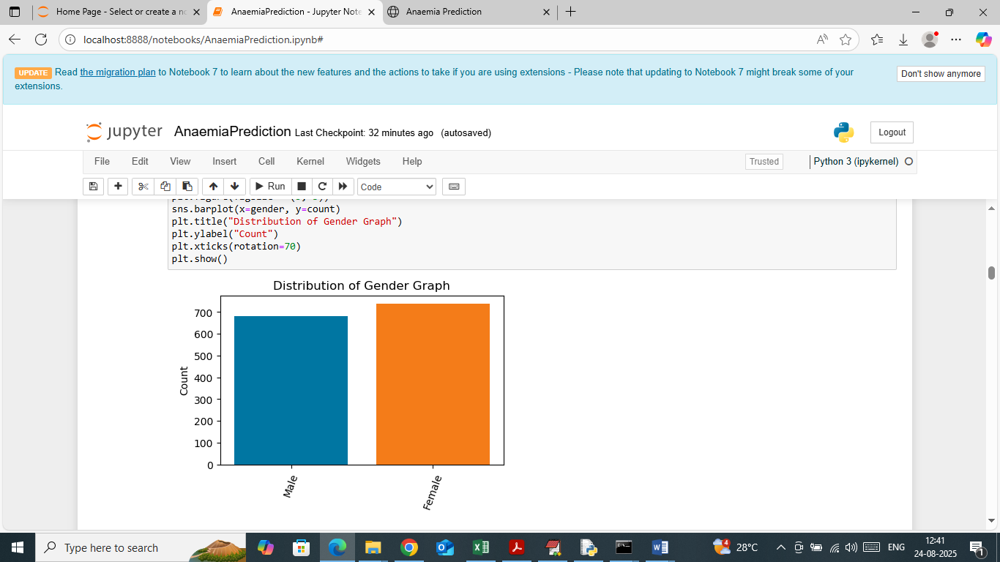 Home Page - Select or create a nc
AnaemiaPrediction - Jupyter Note
Anaemia Prediction
localhost:8888/notebooks/AnaemiaPrediction.ipynb#
UPDATE Read the migration plan to Notebook 7 to learn about the new features and the actions to take if you are using extensions - Please note that updating to Notebook 7 might break some of your
extensions.
Don't show anymore
jupyter AnaemiaPrediction Last Checkpoint: 32 minutes ago (autosaved)
Logout
File Edit View Insert Cell Kernel Widgets Help
Trusted
Python 3 (ipykernel)
Run
Code
sns.barplot(x=gender, y=count)
plt.title("Distribution of Gender Graph")
plt.ylabel("Count")
plt.xticks(rotation=70)
plt.show()
Distribution of Gender Graph
700
600
500
400
300
200
100
0
Count
Male
Female
Type here to search
4
28°C
ENG
12:41
24-08-2025
1